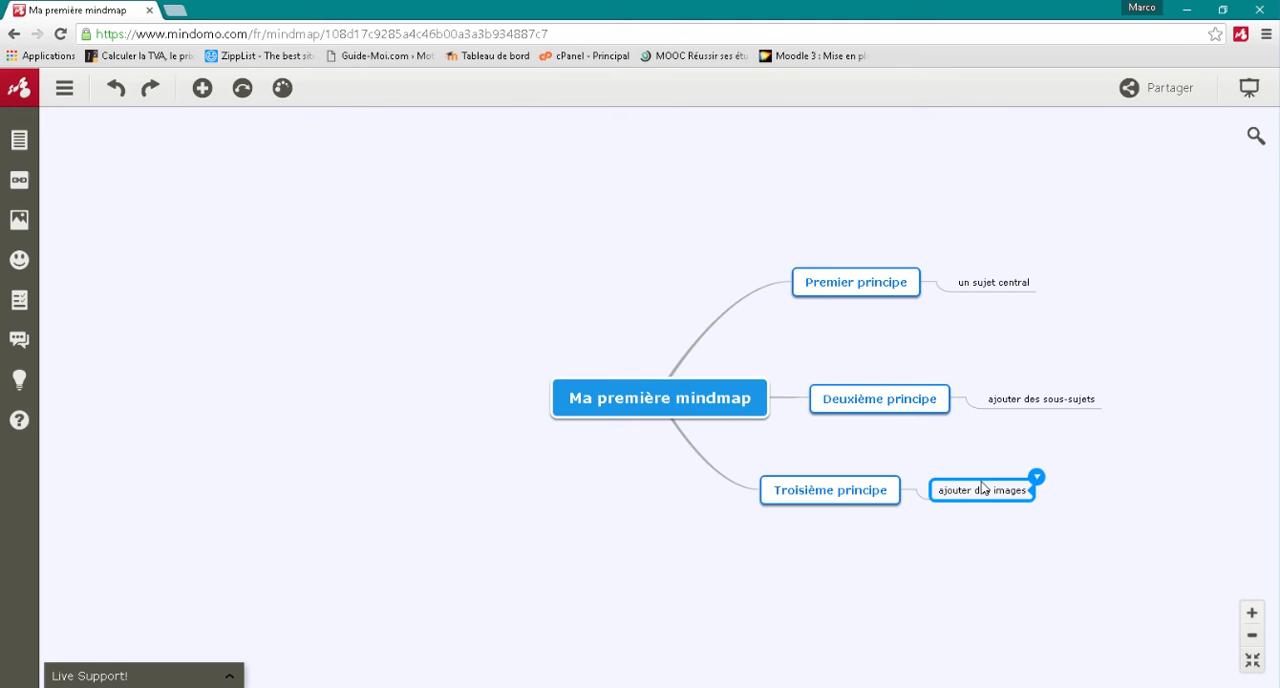 Ma première mindmap
Marco
https://www.mindomo.com/fr/mindmap/108d17c9285a4c46b00a3a3b934887c7
Applications
Calculer la TVA, le pri
ZippList - The best sit
Guide-Moi.com › Mot
Tableau de bord
cPanel - Principal
MOOC Réussir ses étu
Moodle 3 : Mise en pl
Partager
Premier principe
un sujet central
Ma première mindmap
Deuxième principe
ajouter des sous-sujets
Troisième principe
ajouter des images
Live Support!